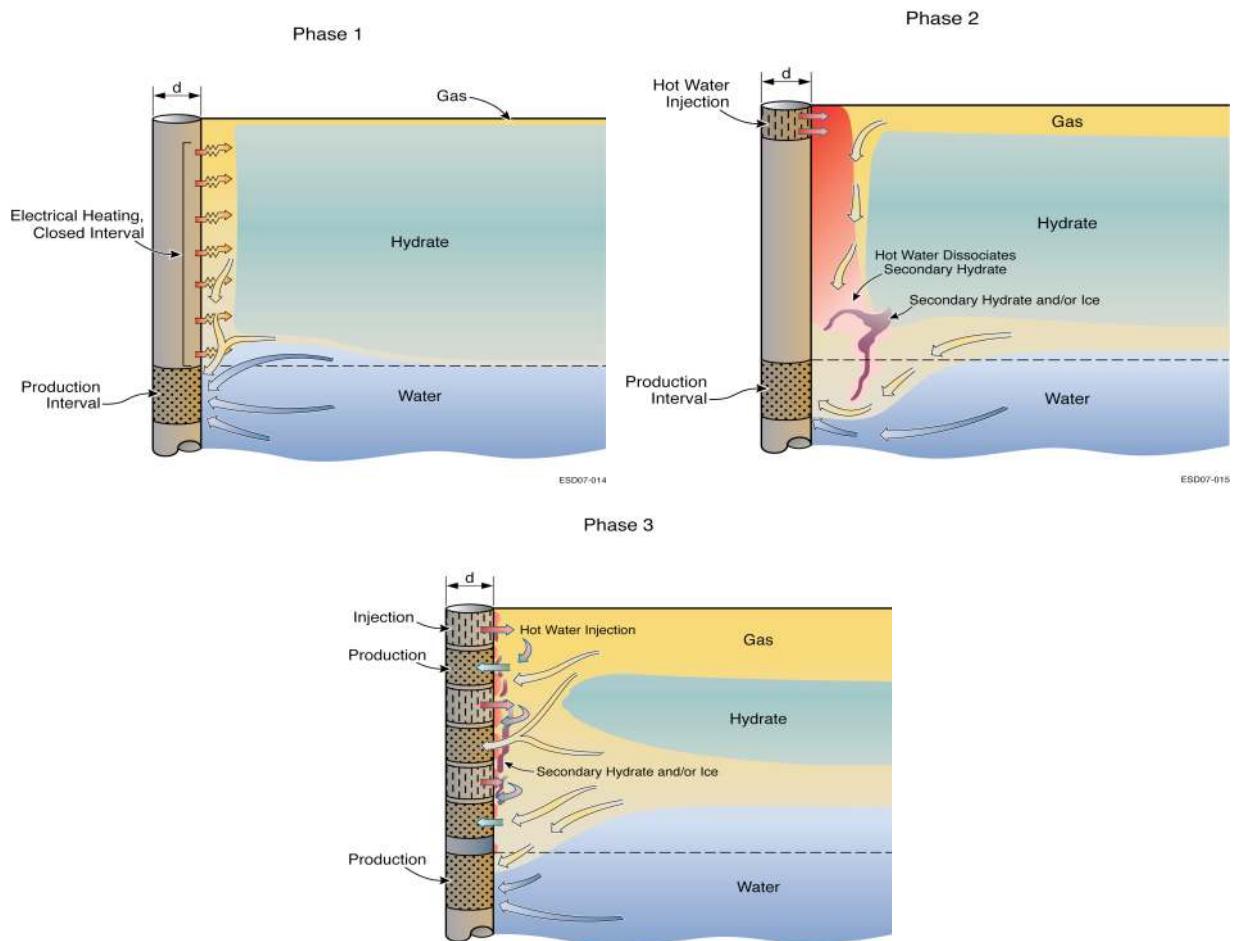 Phase 1
d
Gas
Electrical Heating,
Closed Interval
Hydrate
Production
Interval
Water
ESD07-014
Phase 2
d
Hot Water
Injection
Gas
Hydrate
Hot Water Dissociates
Secondary Hydrate
Secondary Hydrate and/or Ice
Production
Interval
Water
ESD07-015
Phase 3
d
Injection
Hot Water Injection
Gas
Production
Hydrate
Secondary Hydrate and/or Ice
Production
Water